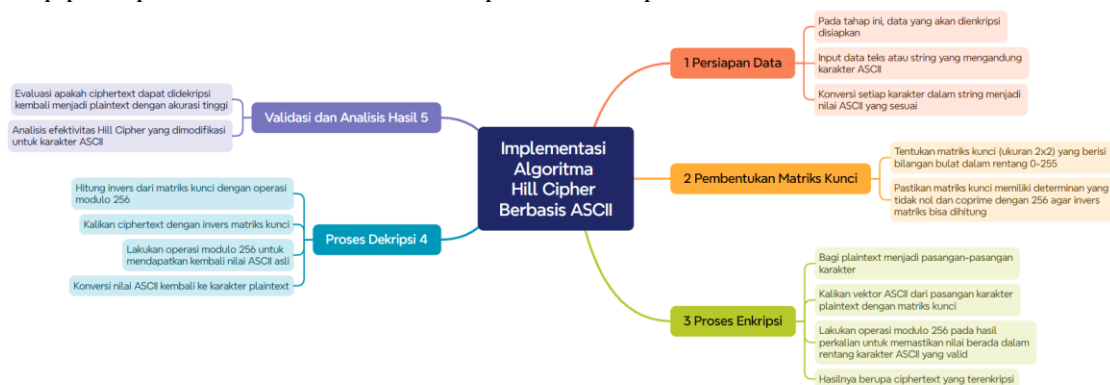 Implementasi
Algoritma
Hill Cipher
Berbasis ASCII
1 Persiapan Data
Pada tahap ini, data yang akan dienkripsi
disiapkan
Input data teks atau string yang mengandung
karakter ASCII
Konversi setiap karakter dalam string menjadi
nilai ASCII yang sesuai
2 Pembentukan Matriks Kunci
Tentukan matriks kunci (ukuran 2x2) yang berisi
bilangan bulat dalam rentang 0-255
Pastikan matriks kunci memiliki determinan yang
tidak nol dan coprime dengan 256 agar invers
matriks bisa dihitung
3 Proses Enkripsi
Bagi plaintext menjadi pasangan-pasangan
karakter
Kalikan vektor ASCII dari pasangan karakter
plaintext dengan matriks kunci
Lakukan operasi modulo 256 pada hasil
perkalian untuk memastikan nilai berada dalam
rentang karakter ASCII yang valid
Hasilnya berupa ciphertext yang terenkripsi
Proses Dekripsi 4
Hitung invers dari matriks kunci dengan operasi
modulo 256
Kalikan ciphertext dengan invers matriks kunci
Lakukan operasi modulo 256 untuk
mendapatkan kembali nilai ASCII asli
Konversi nilai ASCII kembali ke karakter plaintext
Validasi dan Analisis Hasil 5
Evaluasi apakah ciphertext dapat didekripsi
kembali menjadi plaintext dengan akurasi tinggi
Analisis efektivitas Hill Cipher yang dimodifikasi
untuk karakter ASCII